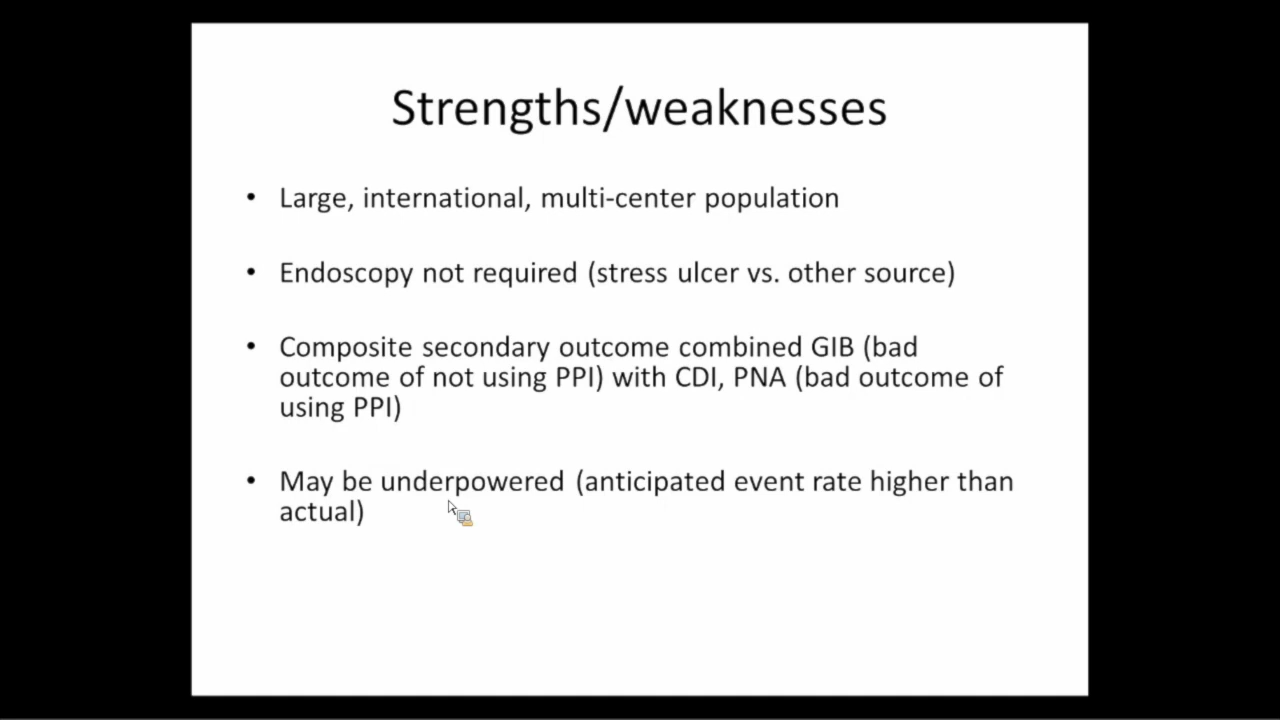 Strengths/weaknesses
• Large, international, multi-center population
• Endoscopy not required (stress ulcer vs. other source)
• Composite secondary outcome combined GIB (bad
outcome of not using PPI) with CDI, PNA (bad outcome of
using PPI)
• May be underpowered (anticipated event rate higher than
actual)